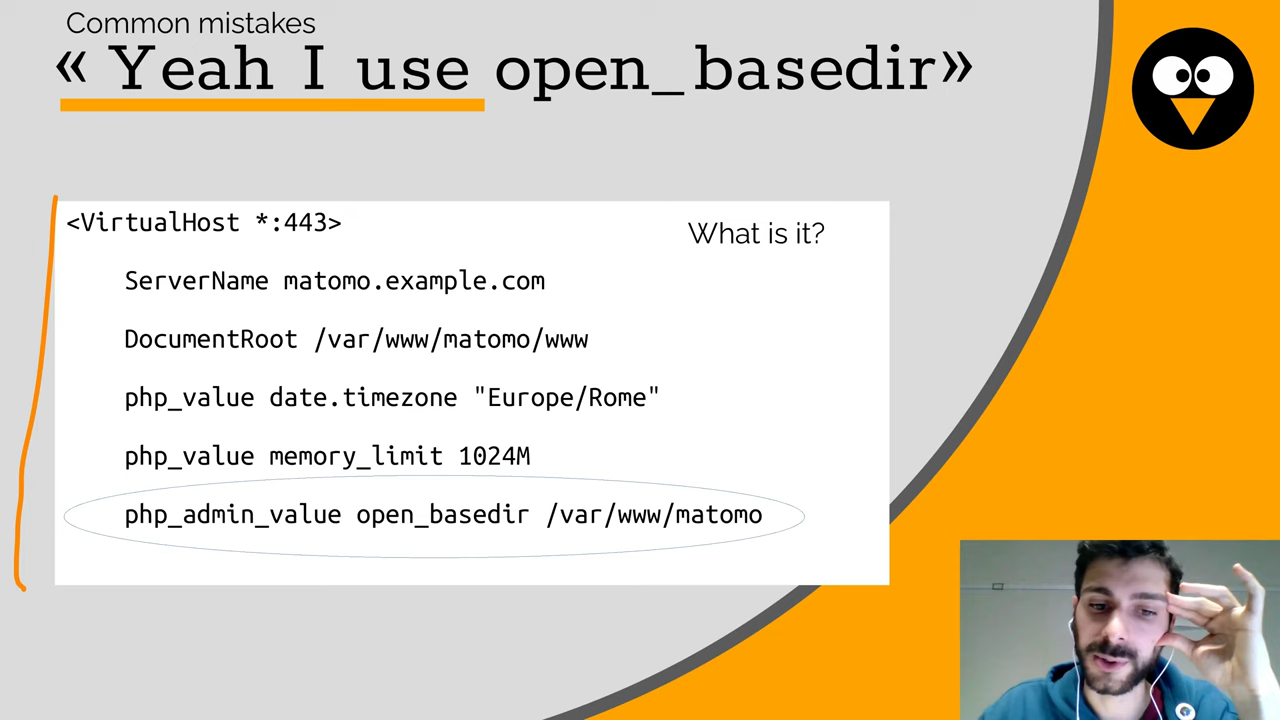 Common mistakes
« Yeah I use open_basedir»
What is it?
<VirtualHost *:443>
ServerName matomo.example.com
DocumentRoot /var/www/matomo/www
php_value date.timezone "Europe/Rome"
php_value memory_limit 1024M
php_admin_value open_basedir /var/www/matomo